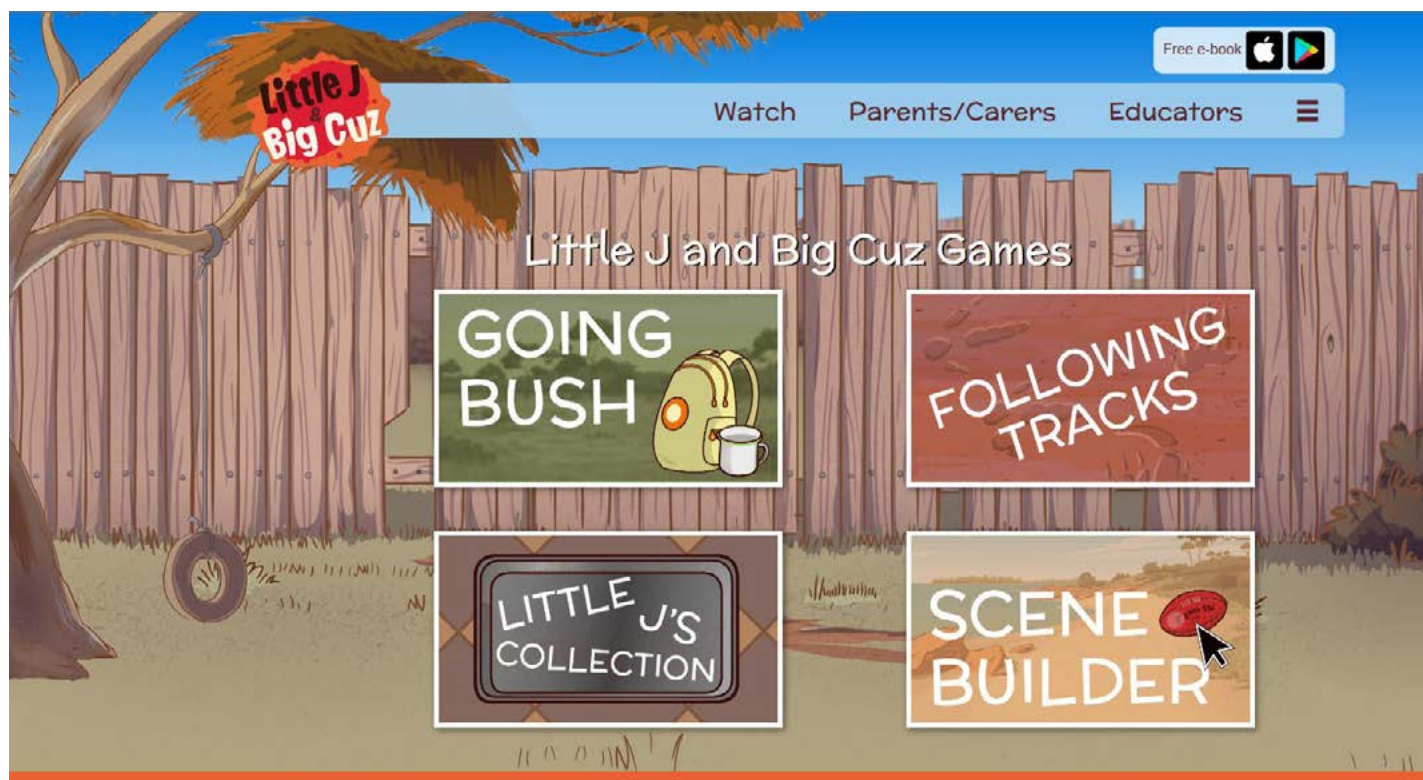 Free e-book
Little J
&
Big Cuz
Watch Parents/Carers Educators
Little J and Big Cuz Games
GOING
BUSH
FOLLOWING
TRACKS
LITTLE J'S
COLLECTION
SCENE
BUILDER